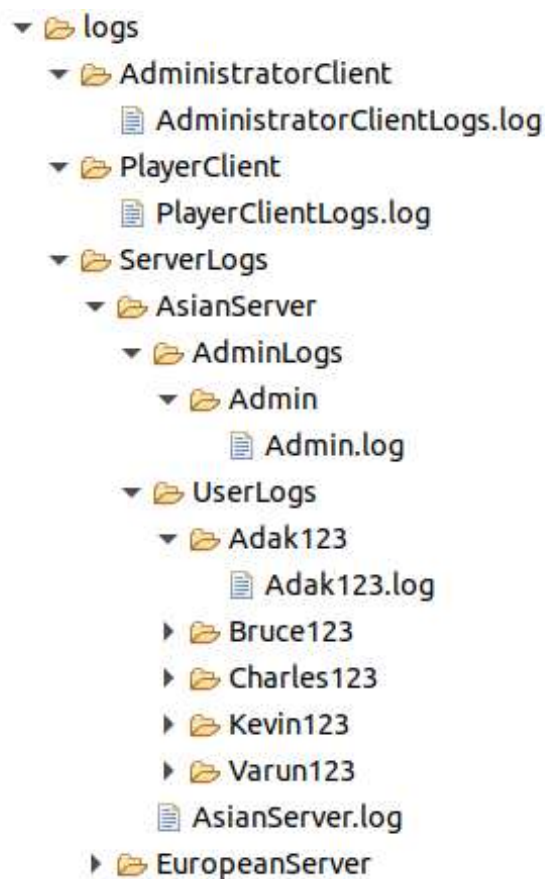 logs
AdministratorClient
AdministratorClientLogs.log
PlayerClient
PlayerClientLogs.log
ServerLogs
AsianServer
AdminLogs
Admin
Admin.log
UserLogs
Adak123
Adak123.log
Bruce123
Charles123
Kevin123
Varun123
AsianServer.log
EuropeanServer